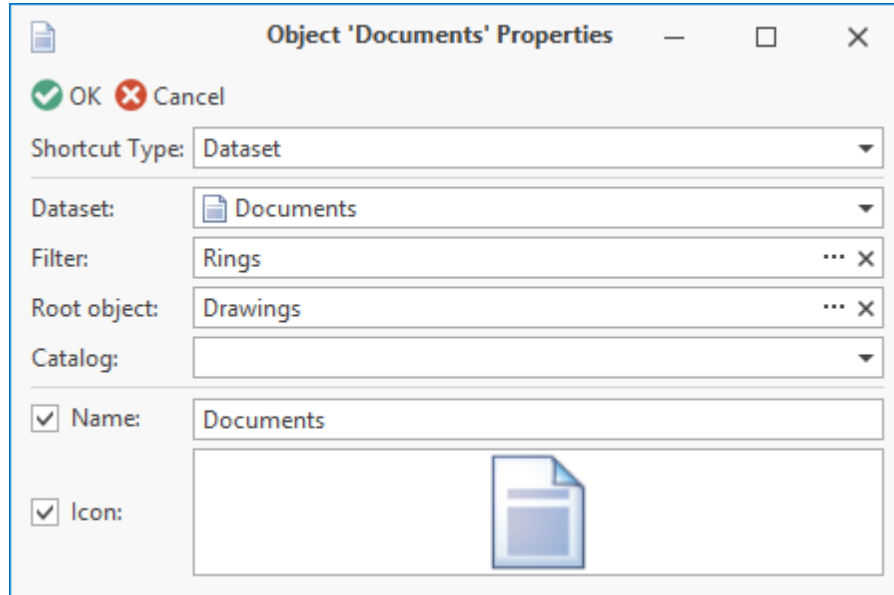 Object 'Documents' Properties
OK Cancel
Shortcut Type: Dataset
Dataset: Documents
Filter: Rings
Root object: Drawings
Catalog:
Name: Documents
Icon: